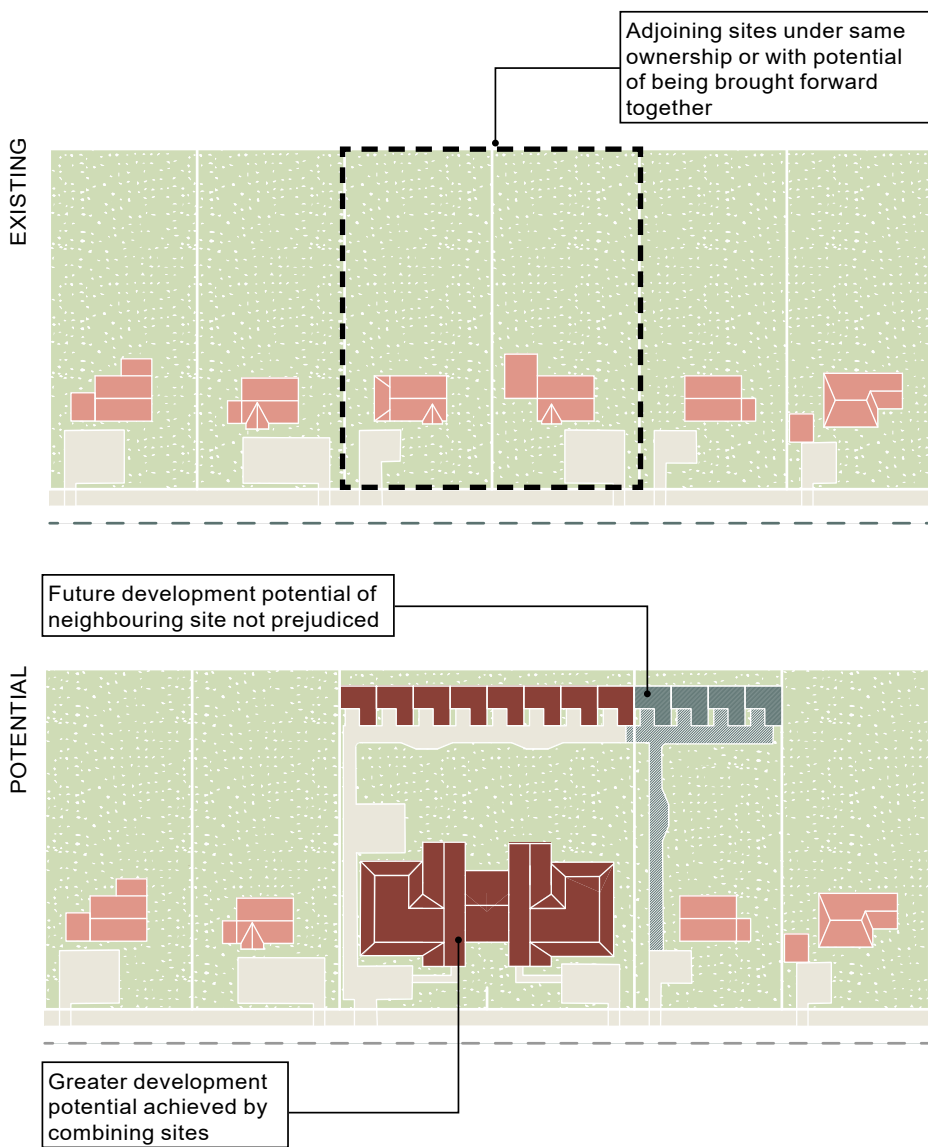 Adjoining sites under same
ownership or with potential
of being brought forward
together
EXISTING
Future development potential of
neighbouring site not prejudiced
POTENTIAL
Greater development
potential achieved by
combining sites